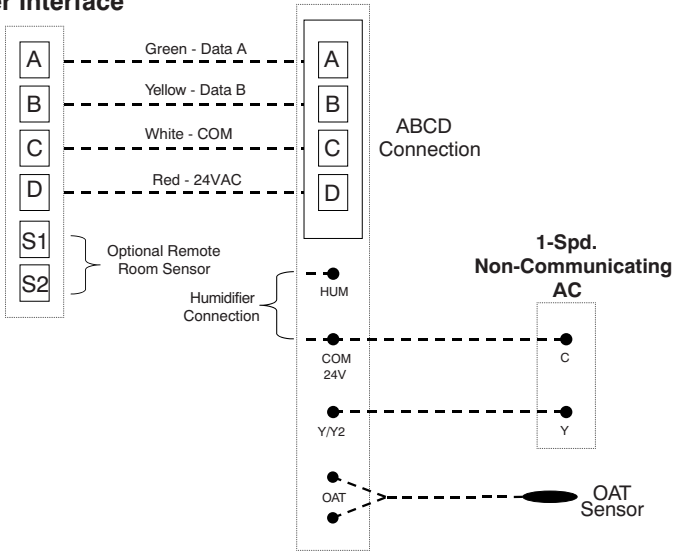 Interface
A
Green - Data A
A
B
Yellow - Data B
B
C
White - COM
C
D
Red - 24VAC
D
ABCD
Connection
S1
S2
Optional Remote
Room Sensor
Humidifier
Connection
HUM
COM
24V
Y/Y2
OAT
1-Spd.
Non-Communicating
AC
C
Y
OAT
Sensor